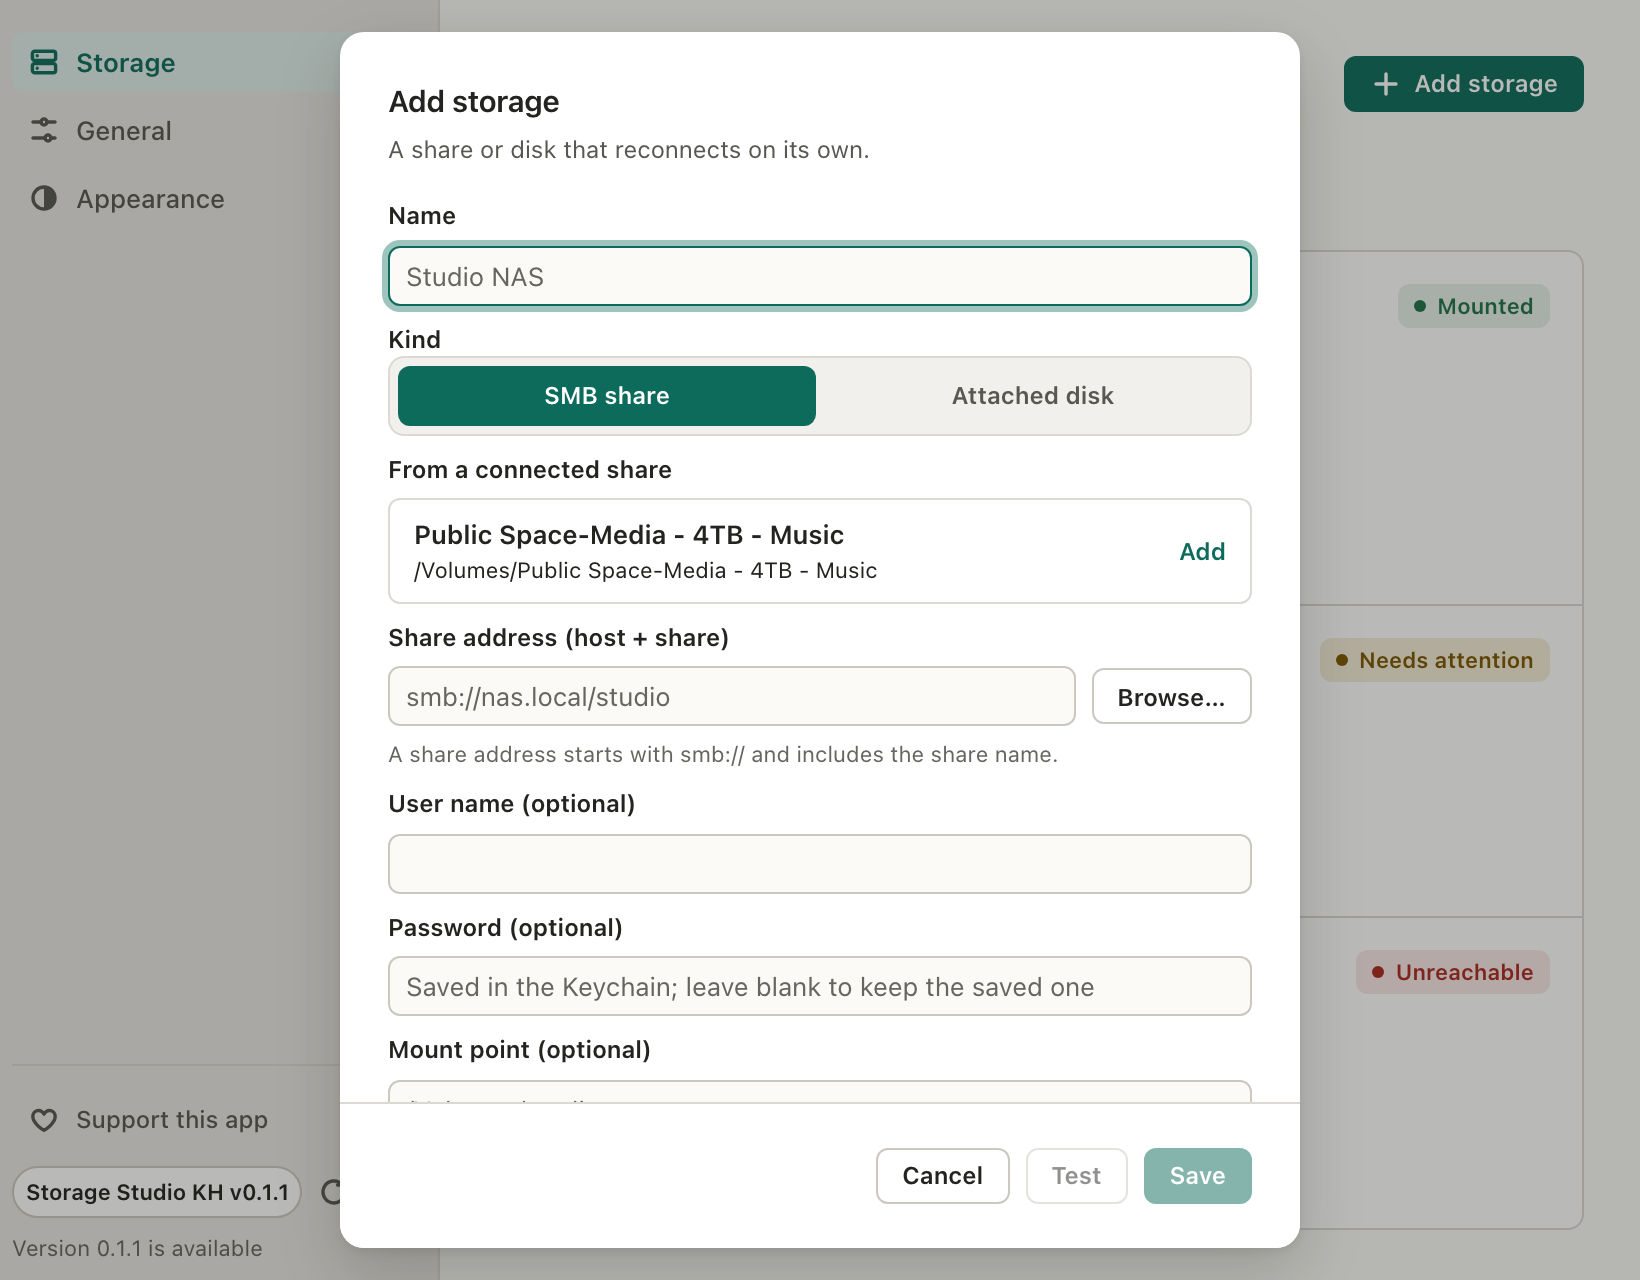 Storage
General
Appearance
Support this app
Storage Studio KH v0.1.1
Version 0.1.1 is available
Add storage
A share or disk that reconnects on its own.
Name
Studio NAS
Kind
SMB share
Attached disk
From a connected share
Public Space-Media - 4TB - Music
/Volumes/Public Space-Media - 4TB - Music
Add
Share address (host + share)
smb://nas.local/studio
Browse...
A share address starts with smb:// and includes the share name.
User name (optional)
Password (optional)
Saved in the Keychain; leave blank to keep the saved one
Mount point (optional)
Cancel
Test
Save
Add storage
Mounted
Needs attention
Unreachable